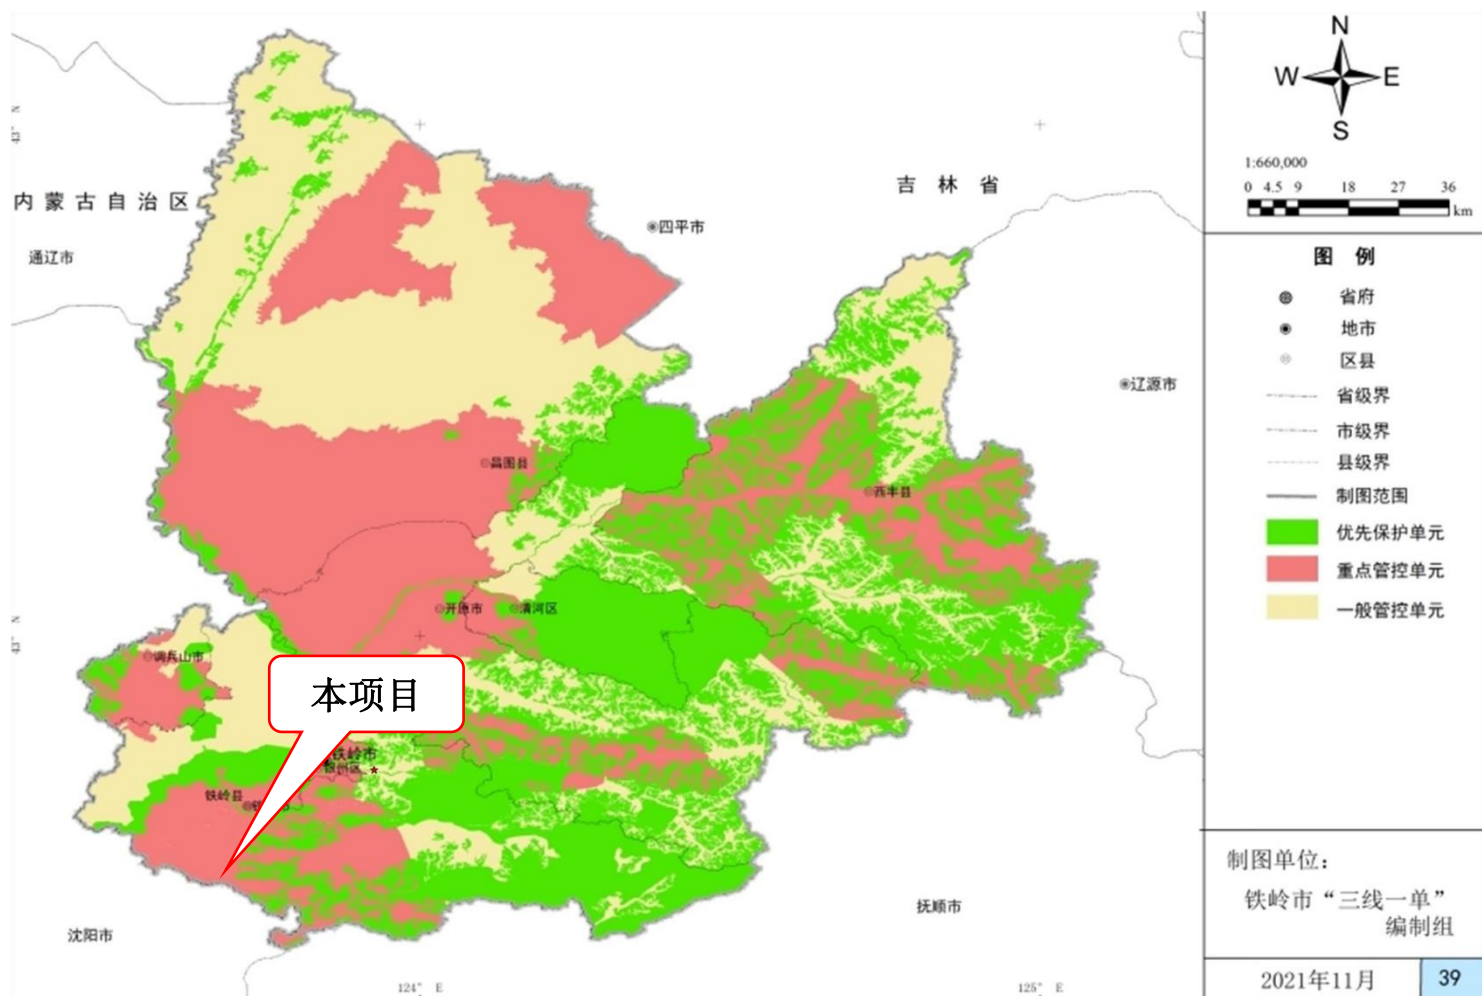 N
W E
S
1:660,000
0 4.5 9 18 27 36
km
内蒙古自治区
通辽市
吉林省
四平市
辽源市
昌图县
西丰县
开原市
清河区
调兵山市
本项目
铁岭市
银州区
铁岭县
沈阳市
抚顺市
43° N
43° N
124° E
125° E
图 例
省府
地市
区县
省级界
市级界
县级界
制图范围
优先保护单元
重点管控单元
一般管控单元
制图单位：
铁岭市“三线一单”
编制组
2021年11月
39